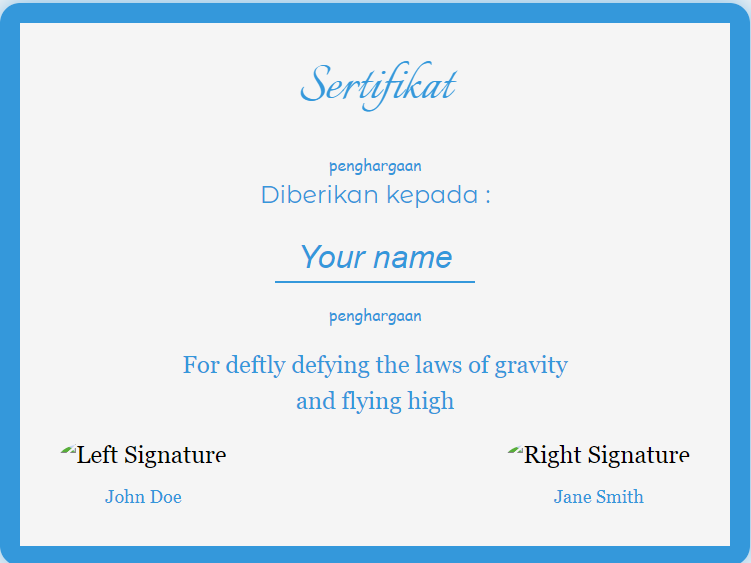 Sertifikat
penghargaan
Diberikan kepada :
Your name
penghargaan
For deftly defying the laws of gravity
and flying high
Left Signature
Right Signature
John Doe
Jane Smith